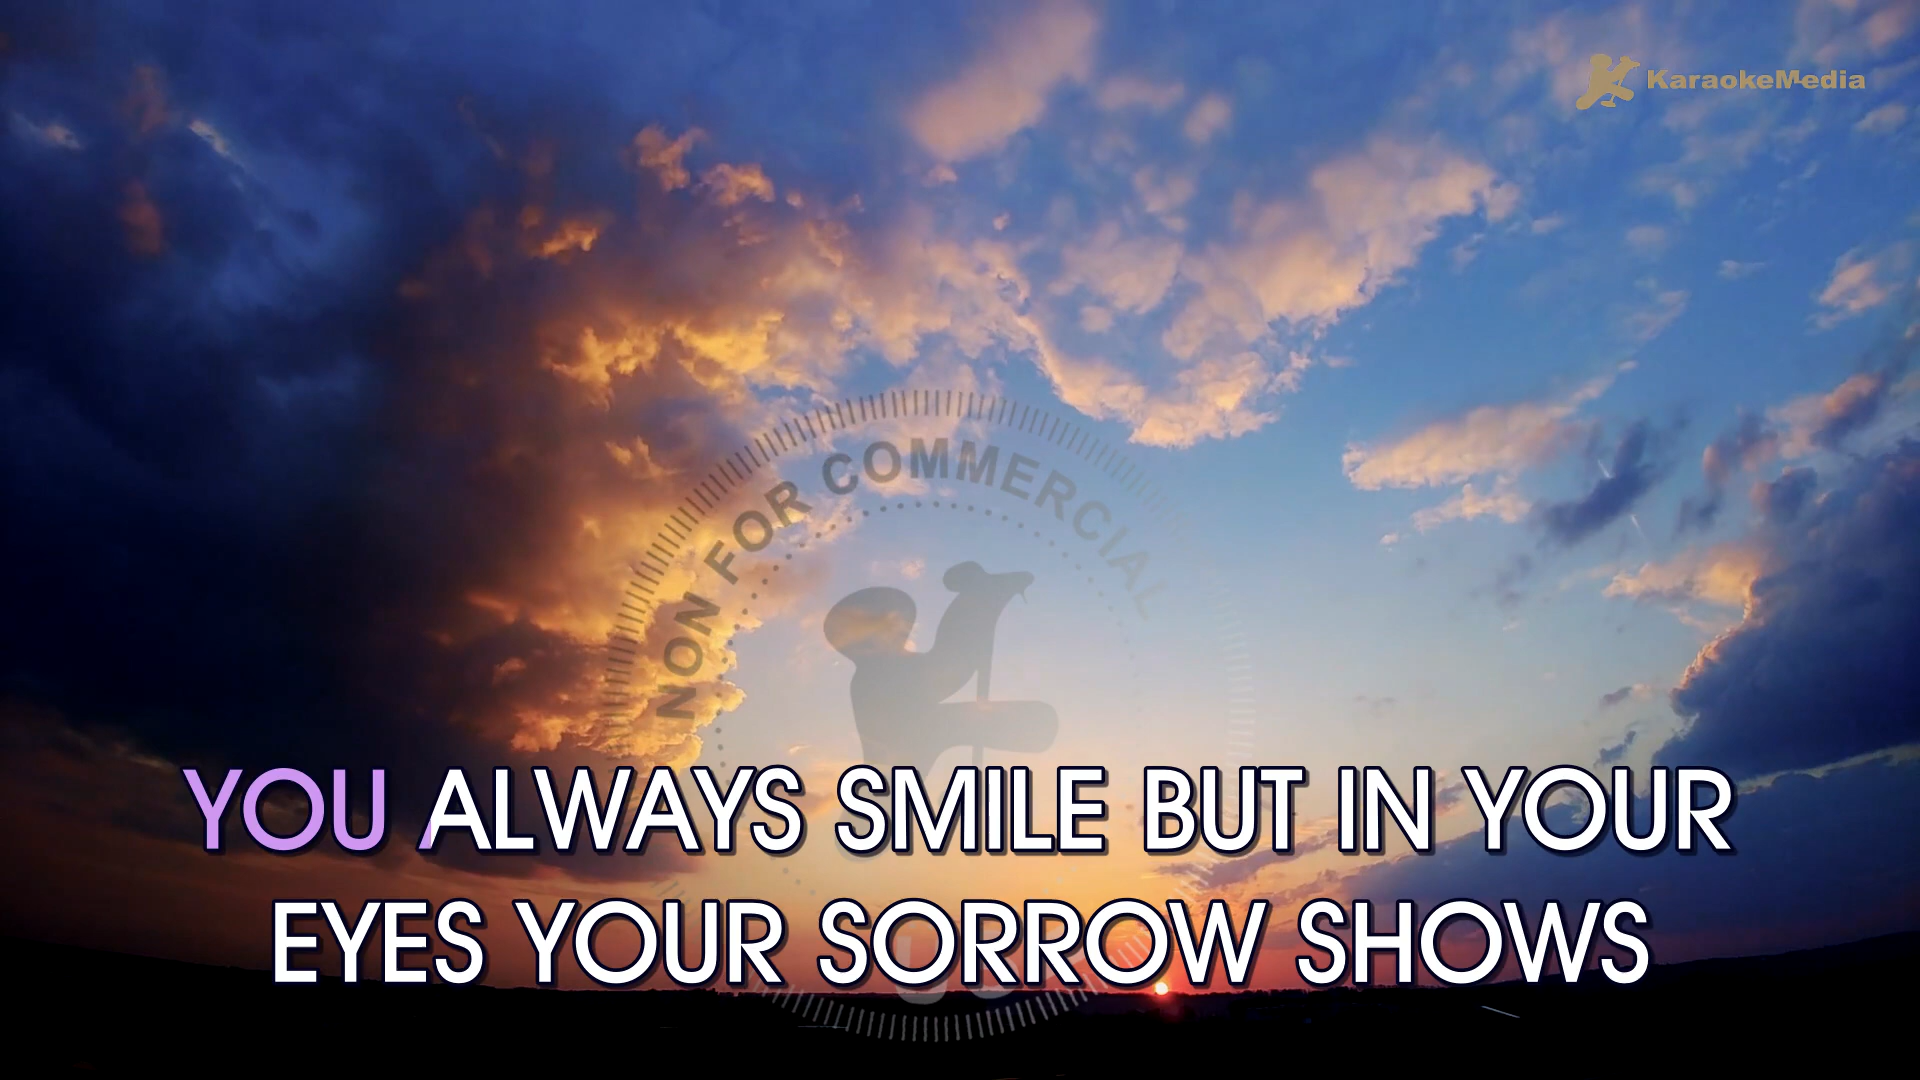 KaraokeMedia
NON FOR COMMERCIAL
YOU ALWAYS SMILE BUT IN YOUR
EYES YOUR SORROW SHOWS